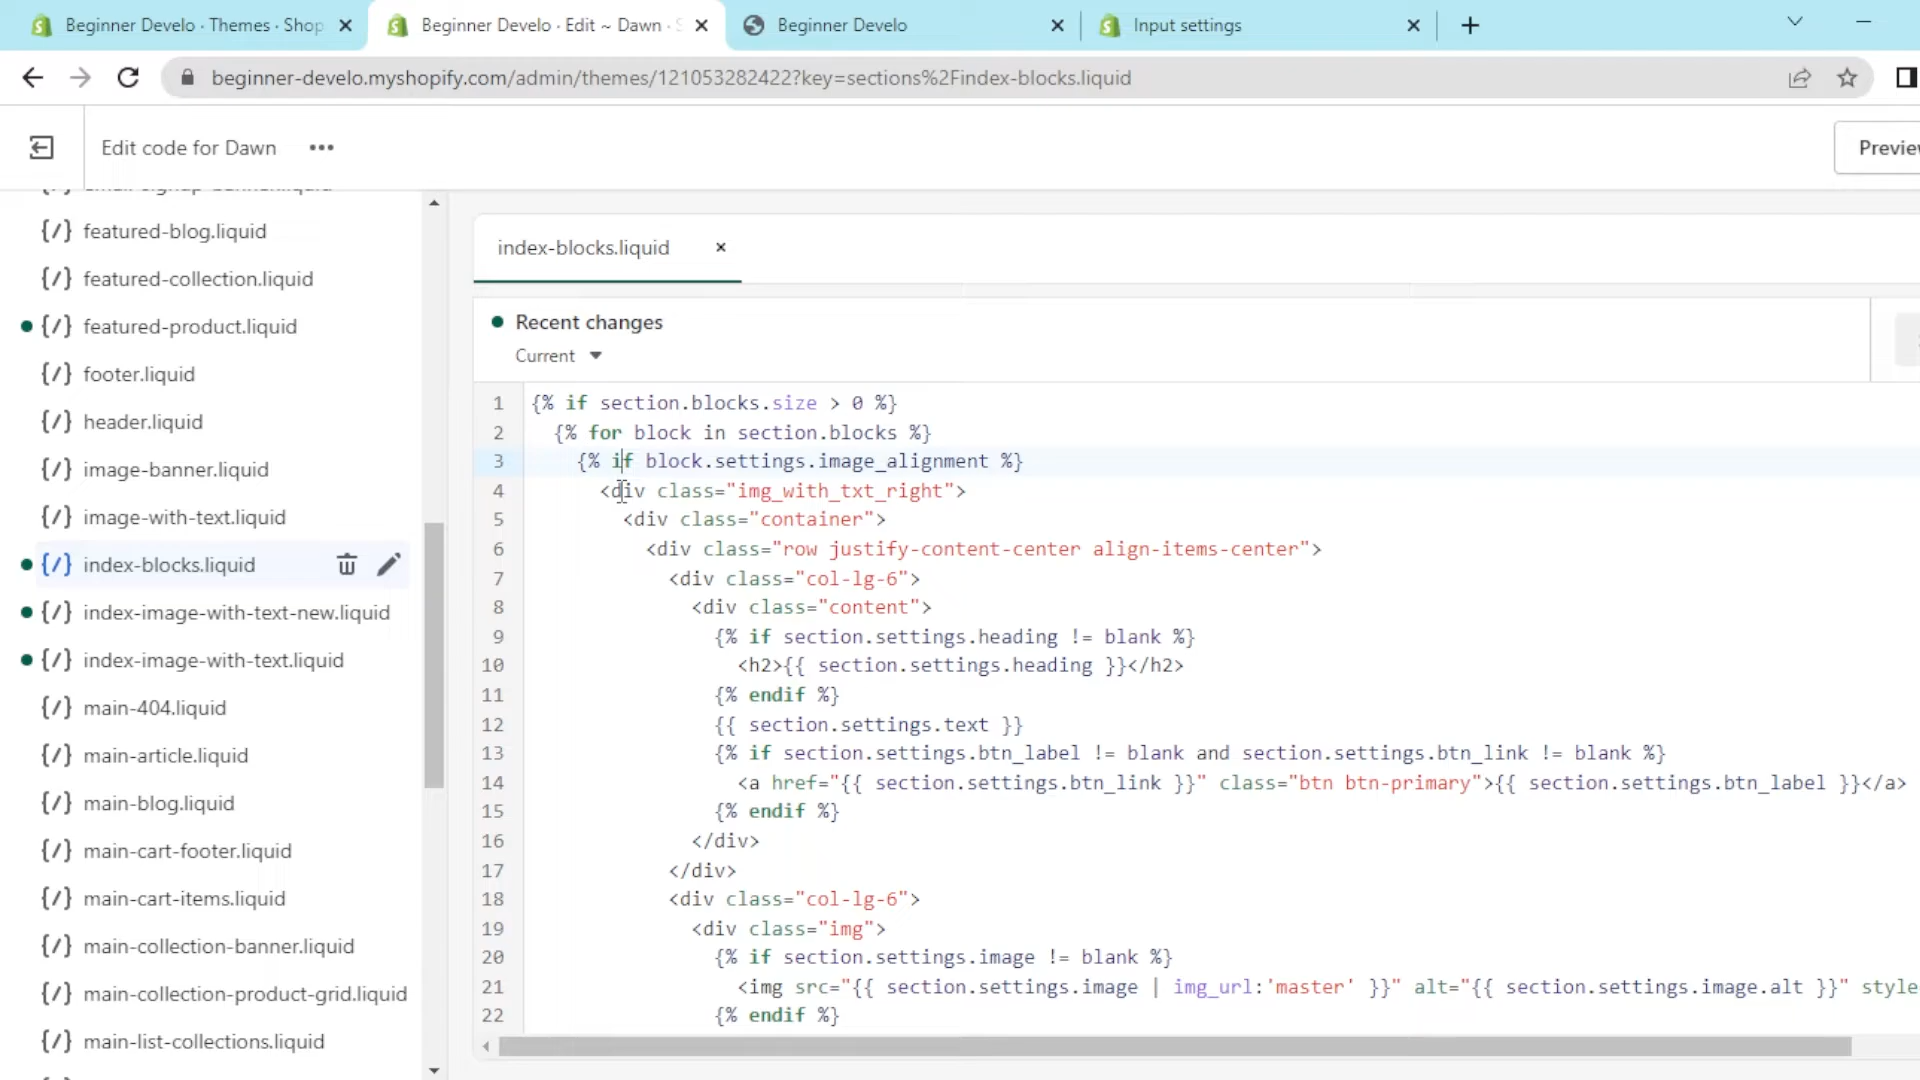 Beginner Develo · Themes · Shop
Beginner Develo · Edit ~ Dawn ·
Beginner Develo
Input settings
beginner-develo.myshopify.com/admin/themes/121053282422?key=sections%2Findex-blocks.liquid
Edit code for Dawn
Preview
{/} featured-blog.liquid
{/} featured-collection.liquid
{/} featured-product.liquid
{/} footer.liquid
{/} header.liquid
{/} image-banner.liquid
{/} image-with-text.liquid
{/} index-blocks.liquid
{/} index-image-with-text-new.liquid
{/} index-image-with-text.liquid
{/} main-404.liquid
{/} main-article.liquid
{/} main-blog.liquid
{/} main-cart-footer.liquid
{/} main-cart-items.liquid
{/} main-collection-banner.liquid
{/} main-collection-product-grid.liquid
{/} main-list-collections.liquid
index-blocks.liquid
Recent changes
Current
1 {% if section.blocks.size > 0 %}
2 {% for block in section.blocks %}
3 {% if block.settings.image_alignment %}
4 <div class="img_with_txt_right">
5 <div class="container">
6 <div class="row justify-content-center align-items-center">
7 <div class="col-lg-6">
8 <div class="content">
9 {% if section.settings.heading != blank %}
10 <h2>{{ section.settings.heading }}</h2>
11 {% endif %}
12 {{ section.settings.text }}
13 {% if section.settings.btn_label != blank and section.settings.btn_link != blank %}
14 <a href="{{ section.settings.btn_link }}" class="btn btn-primary">{{ section.settings.btn_label }}</a>
15 {% endif %}
16 </div>
17 </div>
18 <div class="col-lg-6">
19 <div class="img">
20 {% if section.settings.image != blank %}
21 <img src="{{ section.settings.image | img_url:'master' }}" alt="{{ section.settings.image.alt }}" style
22 {% endif %}